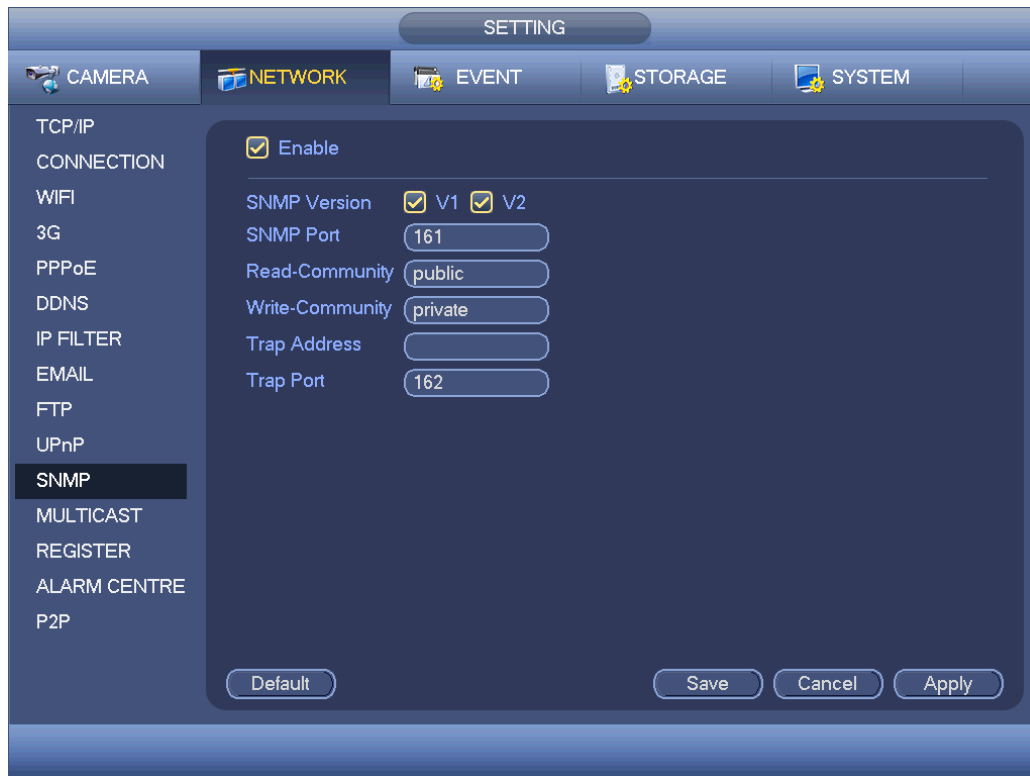 SETTING
CAMERA NETWORK EVENT STORAGE SYSTEM
TCP/IP
CONNECTION
WIFI
3G
PPPoE
DDNS
IP FILTER
EMAIL
FTP
UPnP
SNMP
MULTICAST
REGISTER
ALARM CENTRE
P2P
Enable
SNMP Version V1 V2
SNMP Port 161
Read-Community public
Write-Community private
Trap Address
Trap Port 162
Default Save Cancel Apply